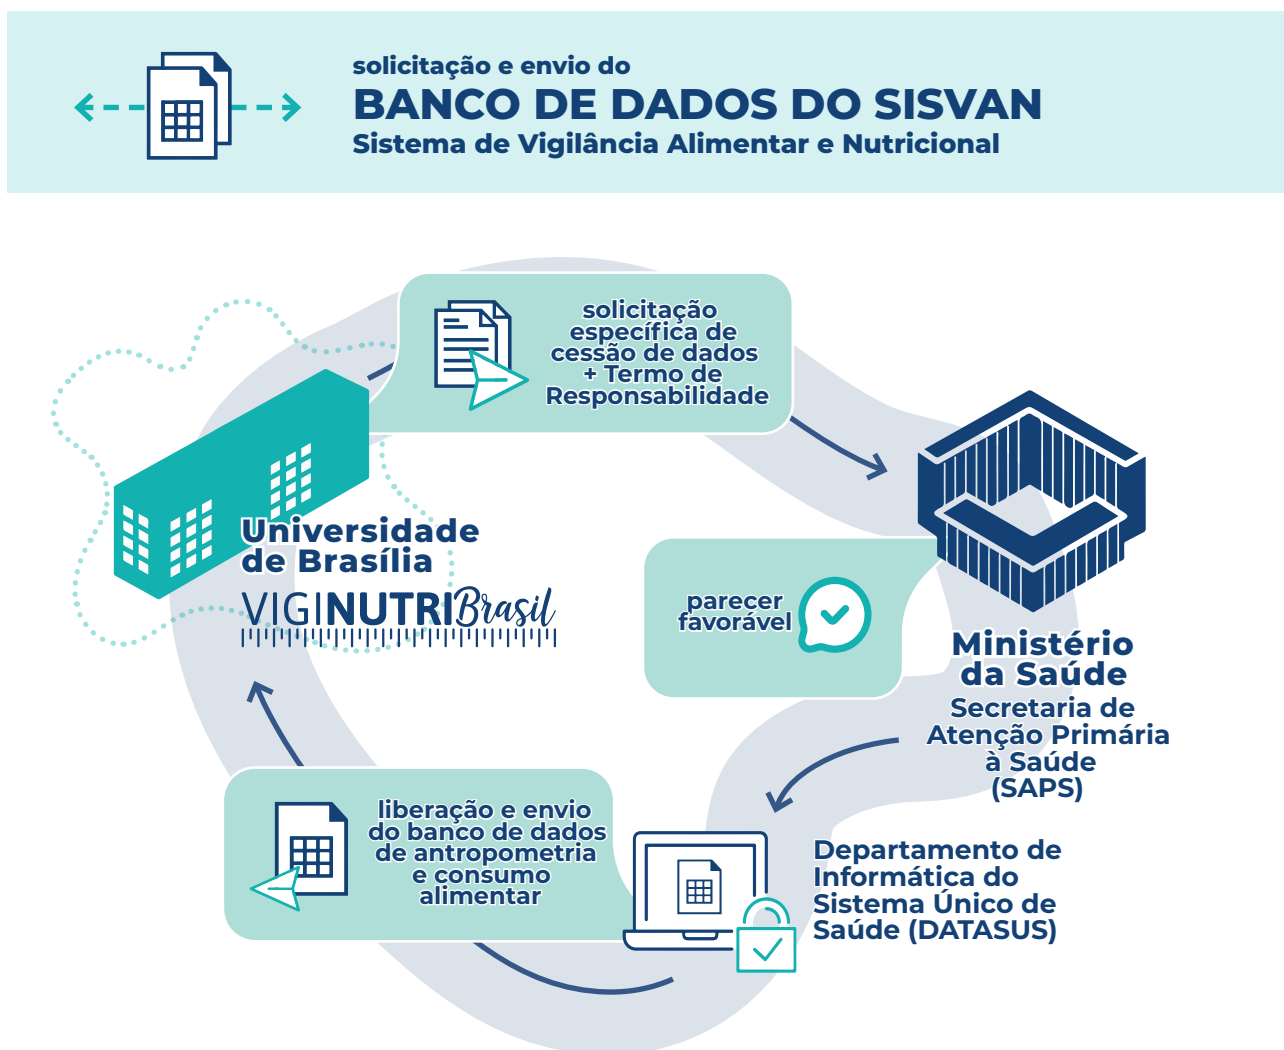 solicitação e envio do
BANCO DE DADOS DO SISVAN
Sistema de Vigilância Alimentar e Nutricional
solicitação
específica de
cessão de dados
+ Termo de
Responsabilidade
Universidade
de Brasília
VIGINUTRIBrasil
parecer
favorável
Ministério
da Saúde
Secretaria de
Atenção Primária
à Saúde
(SAPS)
liberação e envio
do banco de dados
de antropometria
e consumo
alimentar
Departamento de
Informática do
Sistema Único de
Saúde (DATASUS)